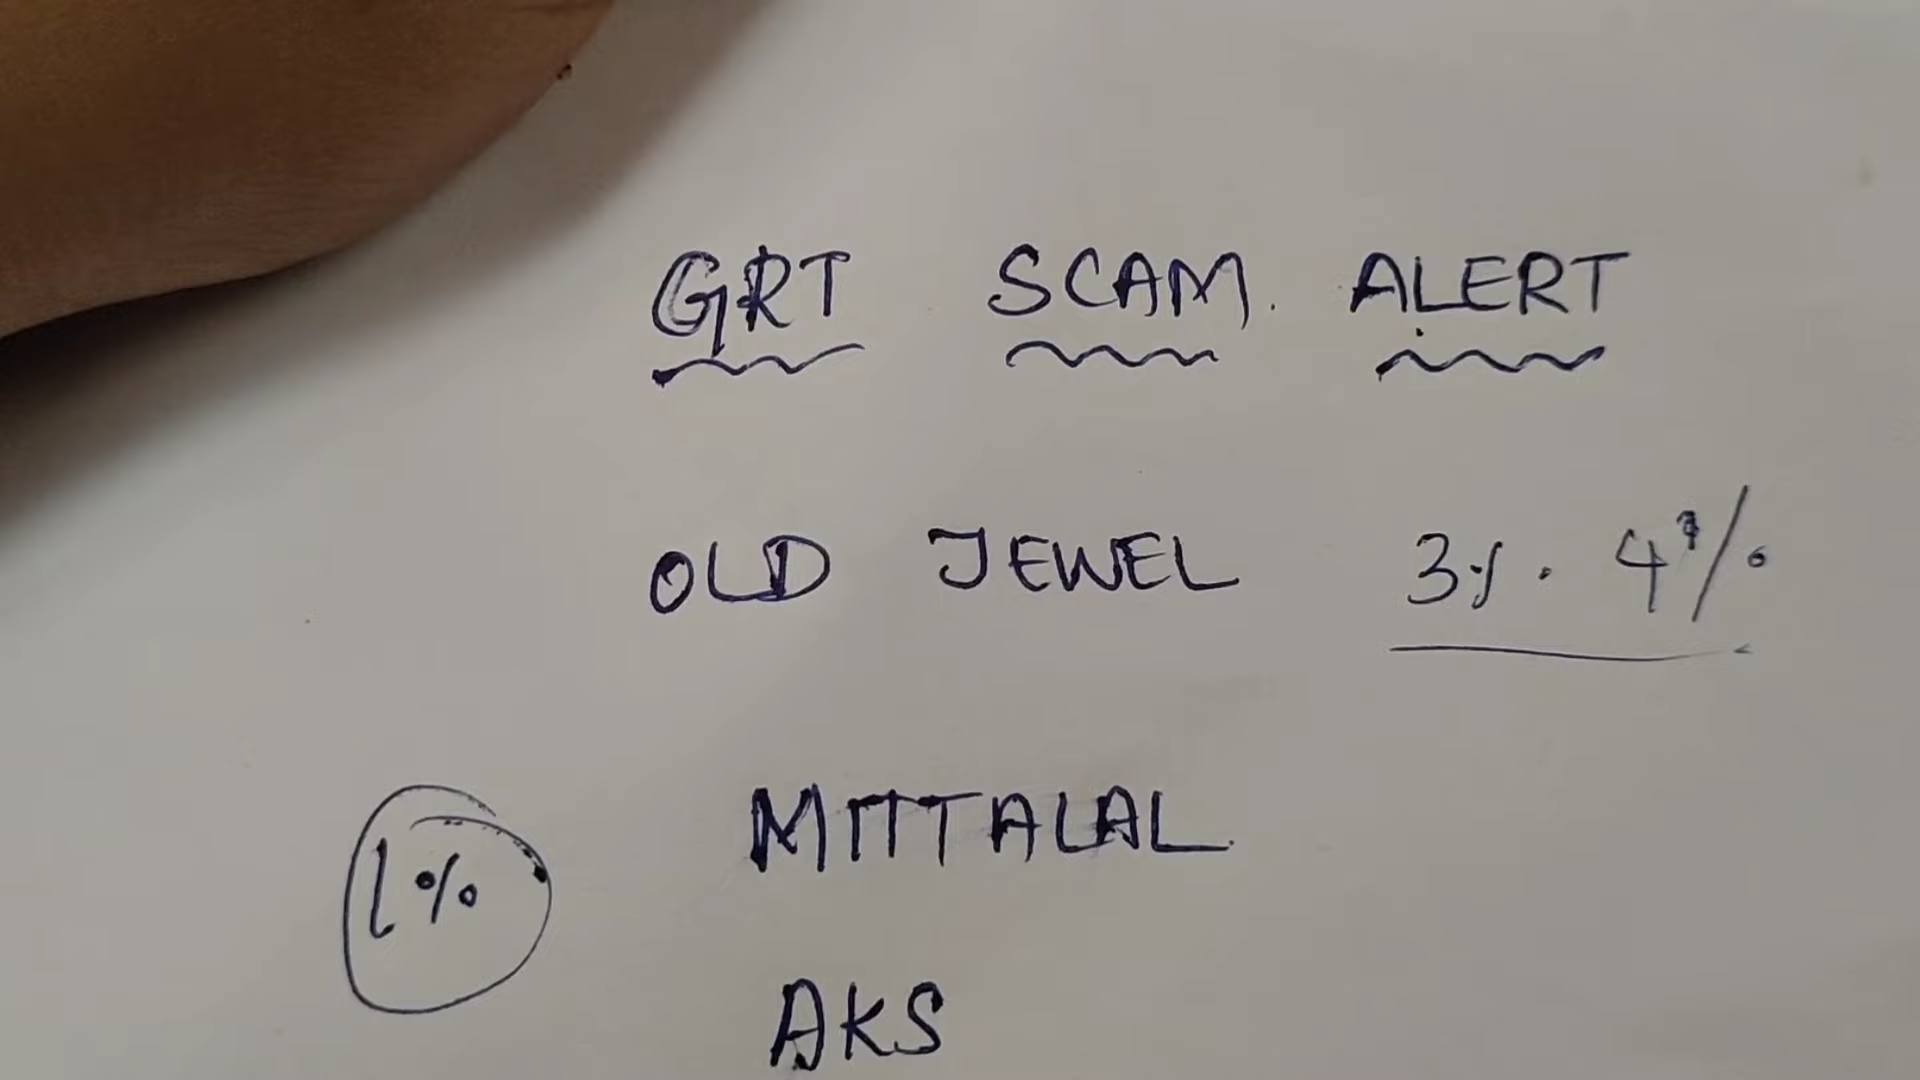 GRT SCAM ALERT
OLD JEWEL 3% 4%
MITTALAL
1%
AKS